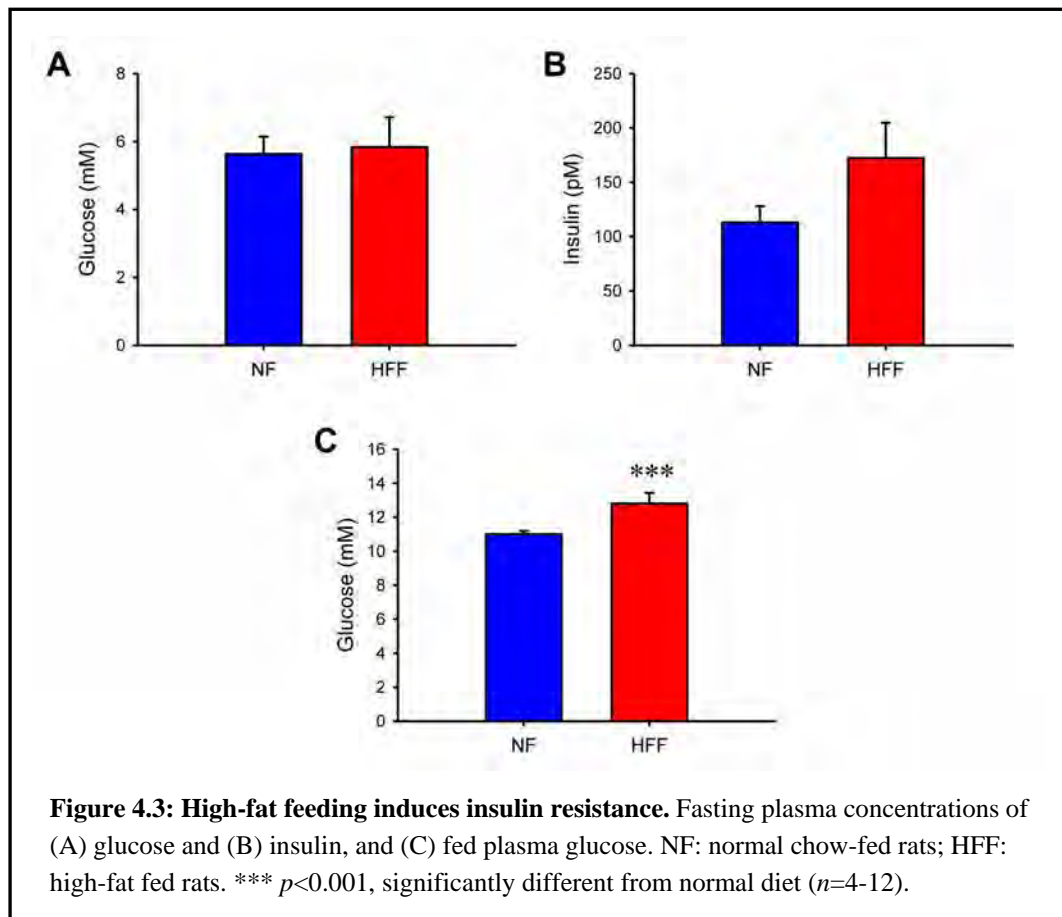 A
8
6
4
2
0
Glucose (mM)
NF
HFF
B
250
200
150
100
50
0
Insulin (pM)
NF
HFF
C
16
14
12
10
8
6
4
2
0
Glucose (mM)
***
NF
HFF
Figure 4.3: High-fat feeding induces insulin resistance. Fasting plasma concentrations of
(A) glucose and (B) insulin, and (C) fed plasma glucose. NF: normal chow-fed rats; HFF:
high-fat fed rats. *** p<0.001, significantly different from normal diet (n=4-12).